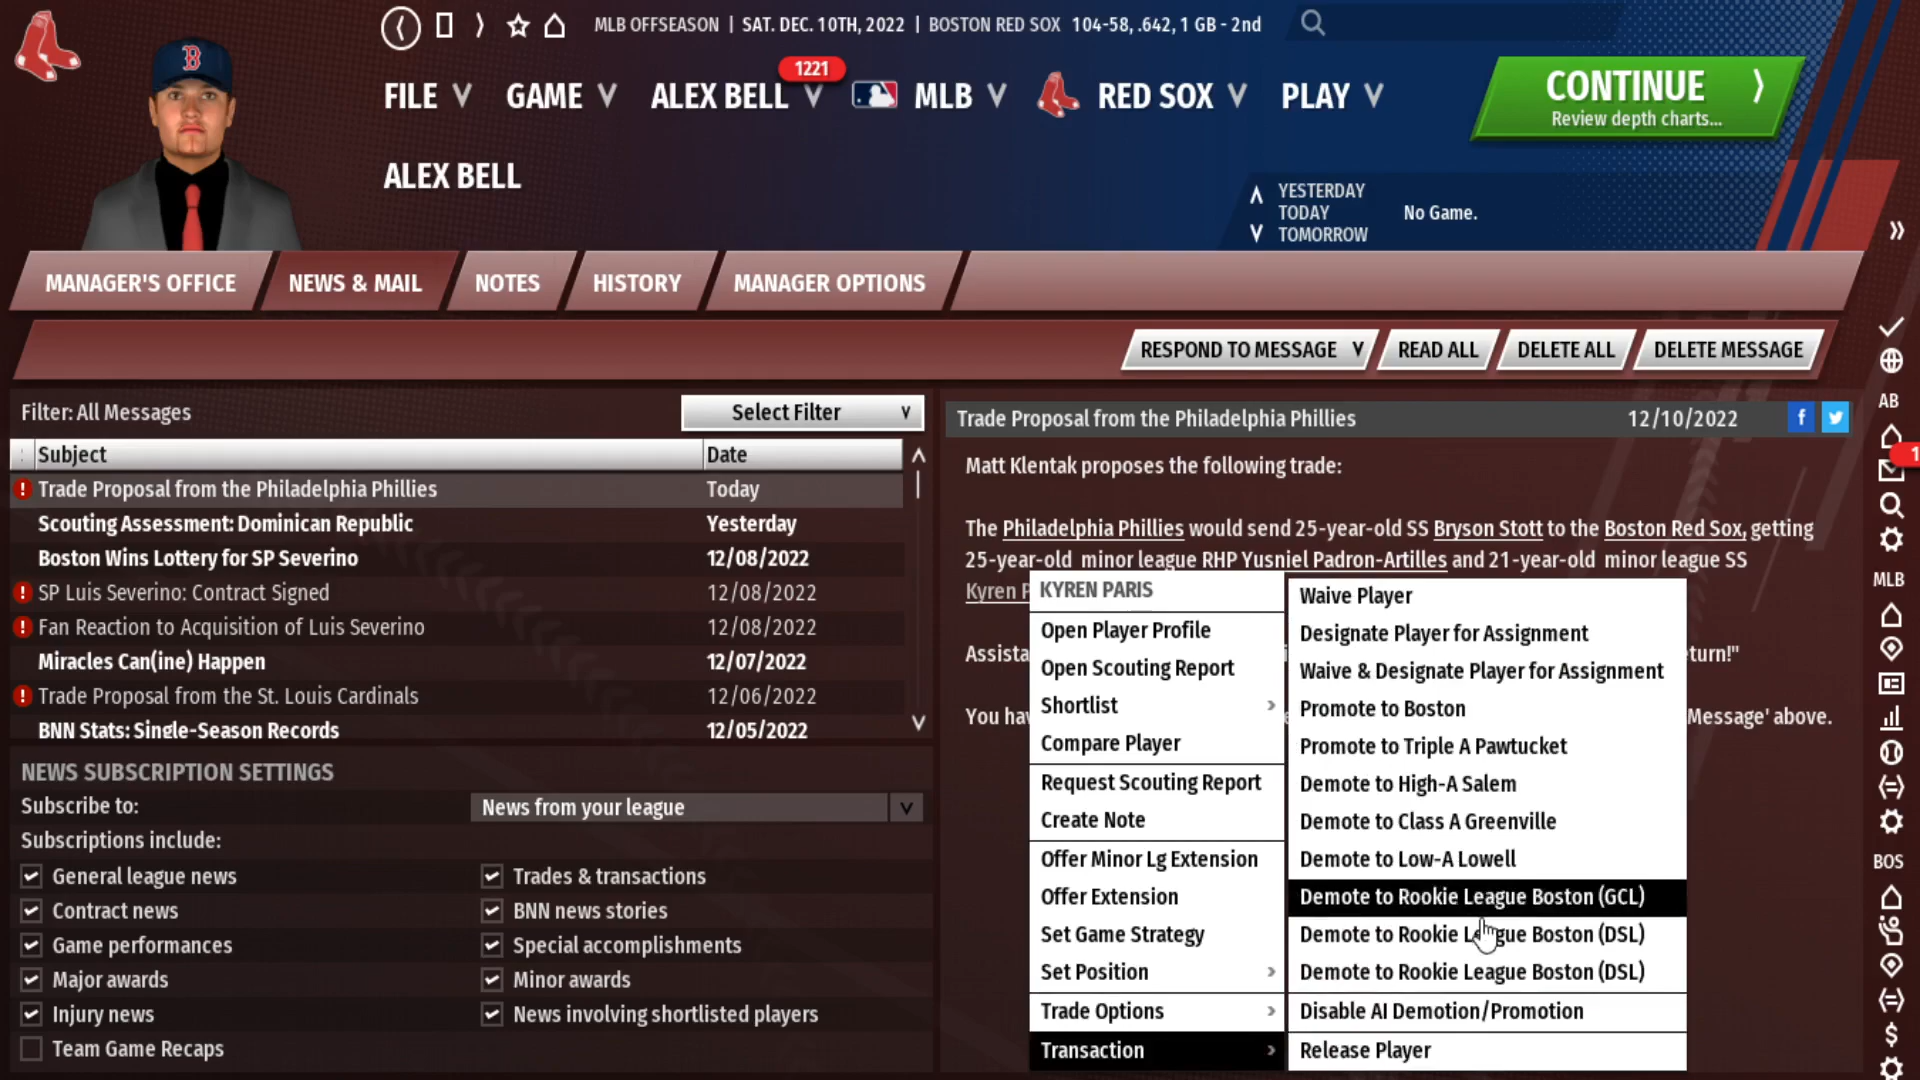 MLB OFFSEASON | SAT. DEC. 10TH, 2022 | BOSTON RED SOX 104-58, .642, 1 GB - 2nd
1221
FILE GAME ALEX BELL MLB RED SOX PLAY
CONTINUE
Review depth charts...
B
ALEX BELL
YESTERDAY
TODAY
TOMORROW
No Game.
MANAGER'S OFFICE NEWS & MAIL NOTES HISTORY MANAGER OPTIONS
RESPOND TO MESSAGE READ ALL DELETE ALL DELETE MESSAGE
Filter: All Messages Select Filter
Subject Date
Trade Proposal from the Philadelphia Phillies Today
Scouting Assessment: Dominican Republic Yesterday
Boston Wins Lottery for SP Severino 12/08/2022
SP Luis Severino: Contract Signed 12/08/2022
Fan Reaction to Acquisition of Luis Severino 12/08/2022
Miracles Can(ine) Happen 12/07/2022
Trade Proposal from the St. Louis Cardinals 12/06/2022
BNN Stats: Single-Season Records 12/05/2022
NEWS SUBSCRIPTION SETTINGS
Subscribe to: News from your league
Subscriptions include:
General league news Trades & transactions
Contract news BNN news stories
Game performances Special accomplishments
Major awards Minor awards
Injury news News involving shortlisted players
Team Game Recaps
Trade Proposal from the Philadelphia Phillies 12/10/2022
Matt Klentak proposes the following trade:
The Philadelphia Phillies would send 25-year-old SS Bryson Stott to the Boston Red Sox, getting
25-year-old minor league RHP Yusniel Padron-Artilles and 21-year-old minor league SS
Kyren P
Assista eturn!"
You hav Message' above.
KYREN PARIS
Open Player Profile
Open Scouting Report
Shortlist
Compare Player
Request Scouting Report
Create Note
Offer Minor Lg Extension
Offer Extension
Set Game Strategy
Set Position
Trade Options
Transaction
Waive Player
Designate Player for Assignment
Waive & Designate Player for Assignment
Promote to Boston
Promote to Triple A Pawtucket
Demote to High-A Salem
Demote to Class A Greenville
Demote to Low-A Lowell
Demote to Rookie League Boston (GCL)
Demote to Rookie League Boston (DSL)
Demote to Rookie League Boston (DSL)
Disable AI Demotion/Promotion
Release Player
AB
1
MLB
BOS